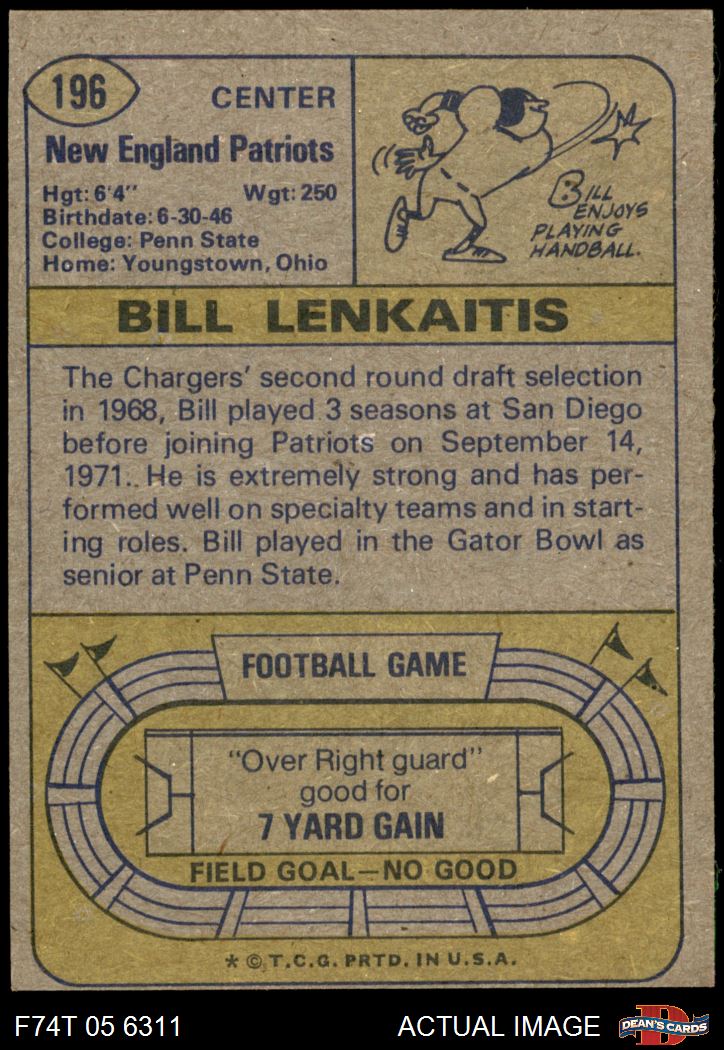 196
CENTER
New England Patriots
Hgt: 6'4" Wgt: 250
Birthdate: 6-30-46
College: Penn State
Home: Youngstown, Ohio
BILL
ENJOYS
PLAYING
HANDBALL.
BILL LENKAITIS
The Chargers' second round draft selection
in 1968, Bill played 3 seasons at San Diego
before joining Patriots on September 14,
1971.. He is extremely strong and has per-
formed well on specialty teams and in start-
ing roles. Bill played in the Gator Bowl as
senior at Penn State.
FOOTBALL GAME
"Over Right guard"
good for
7 YARD GAIN
FIELD GOAL—NO GOOD
* © T.C.G. PRTD. IN U.S.A.
F74T 05 6311 ACTUAL IMAGE
D
DEAN'S CARDS